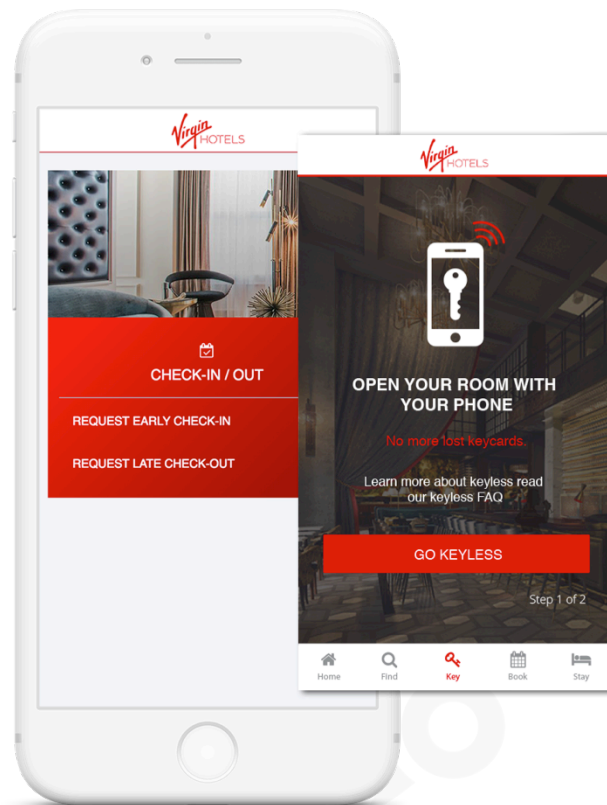 Virgin
HOTELS
CHECK-IN / OUT
REQUEST EARLY CHECK-IN
REQUEST LATE CHECK-OUT
Virgin
HOTELS
OPEN YOUR ROOM WITH
YOUR PHONE
No more lost keycards.
Learn more about keyless read
our keyless FAQ
GO KEYLESS
Step 1 of 2
Home Find Key Book Stay